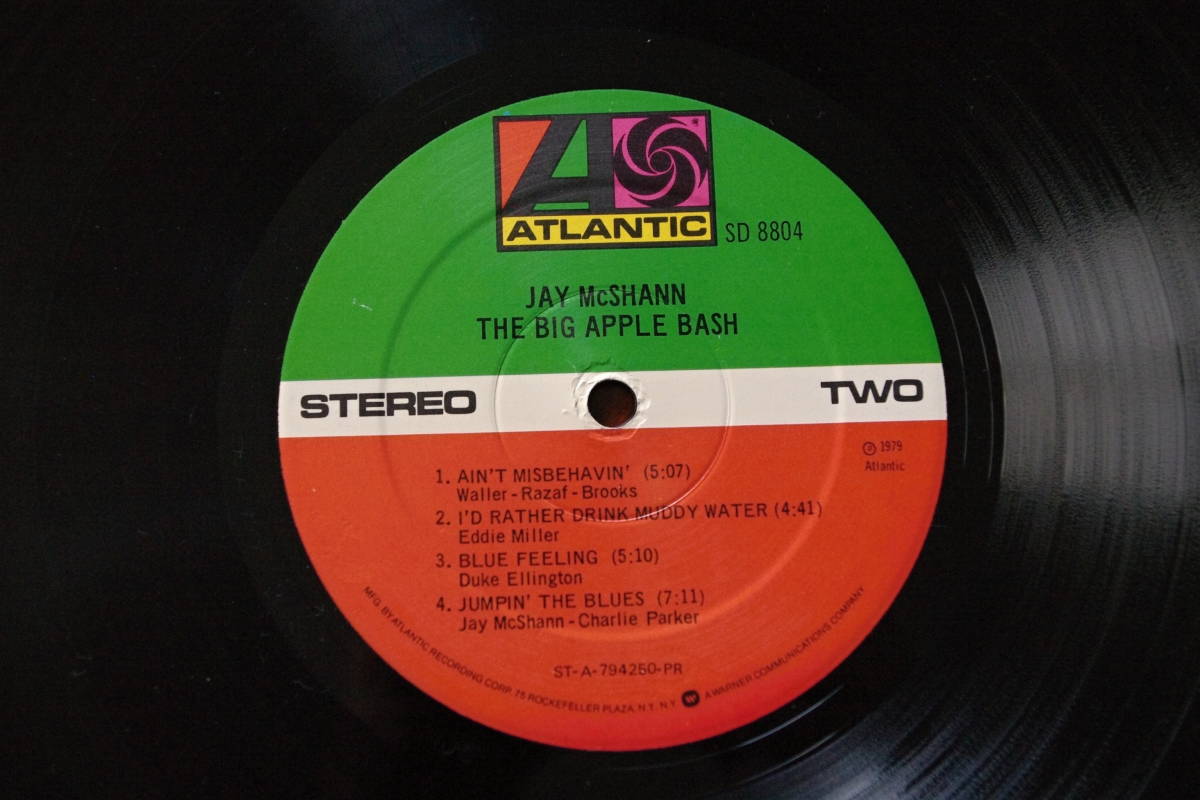 ATLANTIC
SD 8804
JAY McSHANN
THE BIG APPLE BASH
STEREO
TWO
Ⓟ 1979
Atlantic
1. AIN'T MISBEHAVIN' (5:07)
Waller-Razaf-Brooks
2. I'D RATHER DRINK MUDDY WATER (4:41)
Eddie Miller
3. BLUE FEELING (5:10)
Duke Ellington
4. JUMPIN' THE BLUES (7:11)
Jay McShann-Charlie Parker
ST-A-794250-PR
MFG. BY ATLANTIC RECORDING CORP. 75 ROCKEFELLER PLAZA, N.Y. N.Y. W A WARNER COMMUNICATIONS COMPANY